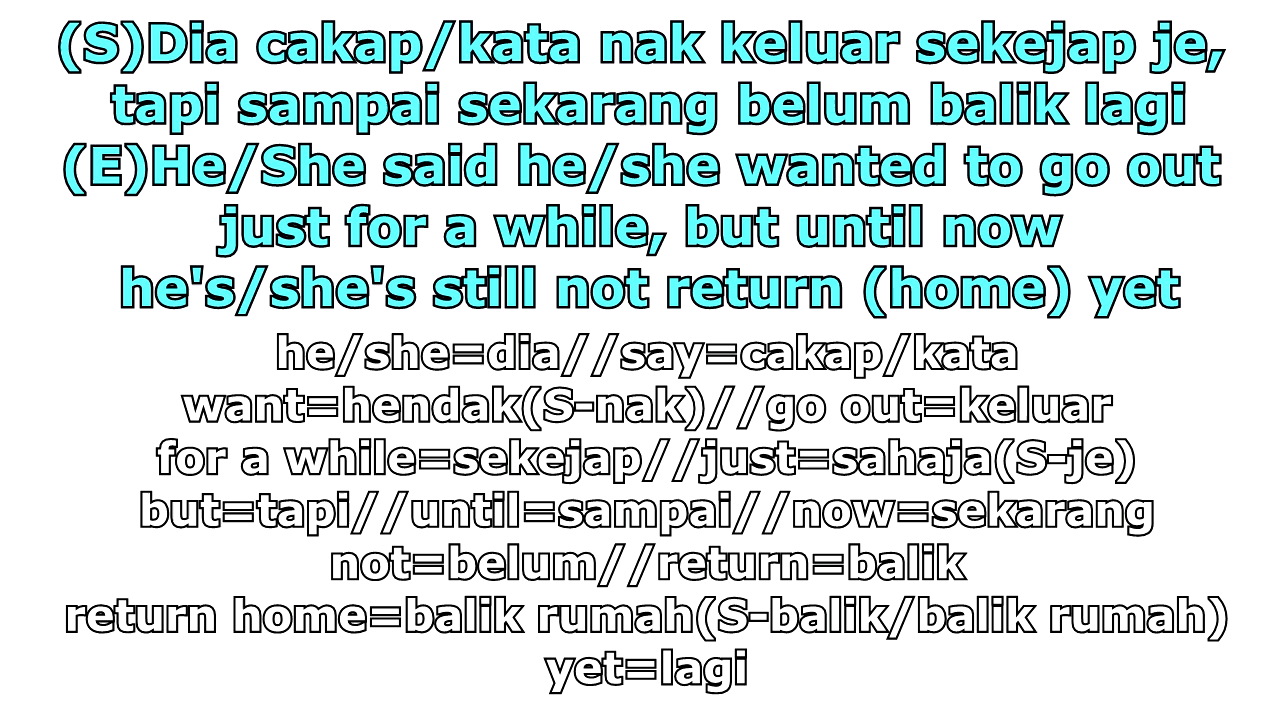 (S)Dia cakap/kata nak keluar sekejap je,
tapi sampai sekarang belum balik lagi
(E)He/She said he/she wanted to go out
just for a while, but until now
he's/she's still not return (home) yet
he/she=dia//say=cakap/kata
want=hendak(S-nak)//go out=keluar
for a while=sekejap//just=sahaja(S-je)
but=tapi//until=sampai//now=sekarang
not=belum//return=balik
return home=balik rumah(S-balik/balik rumah)
yet=lagi